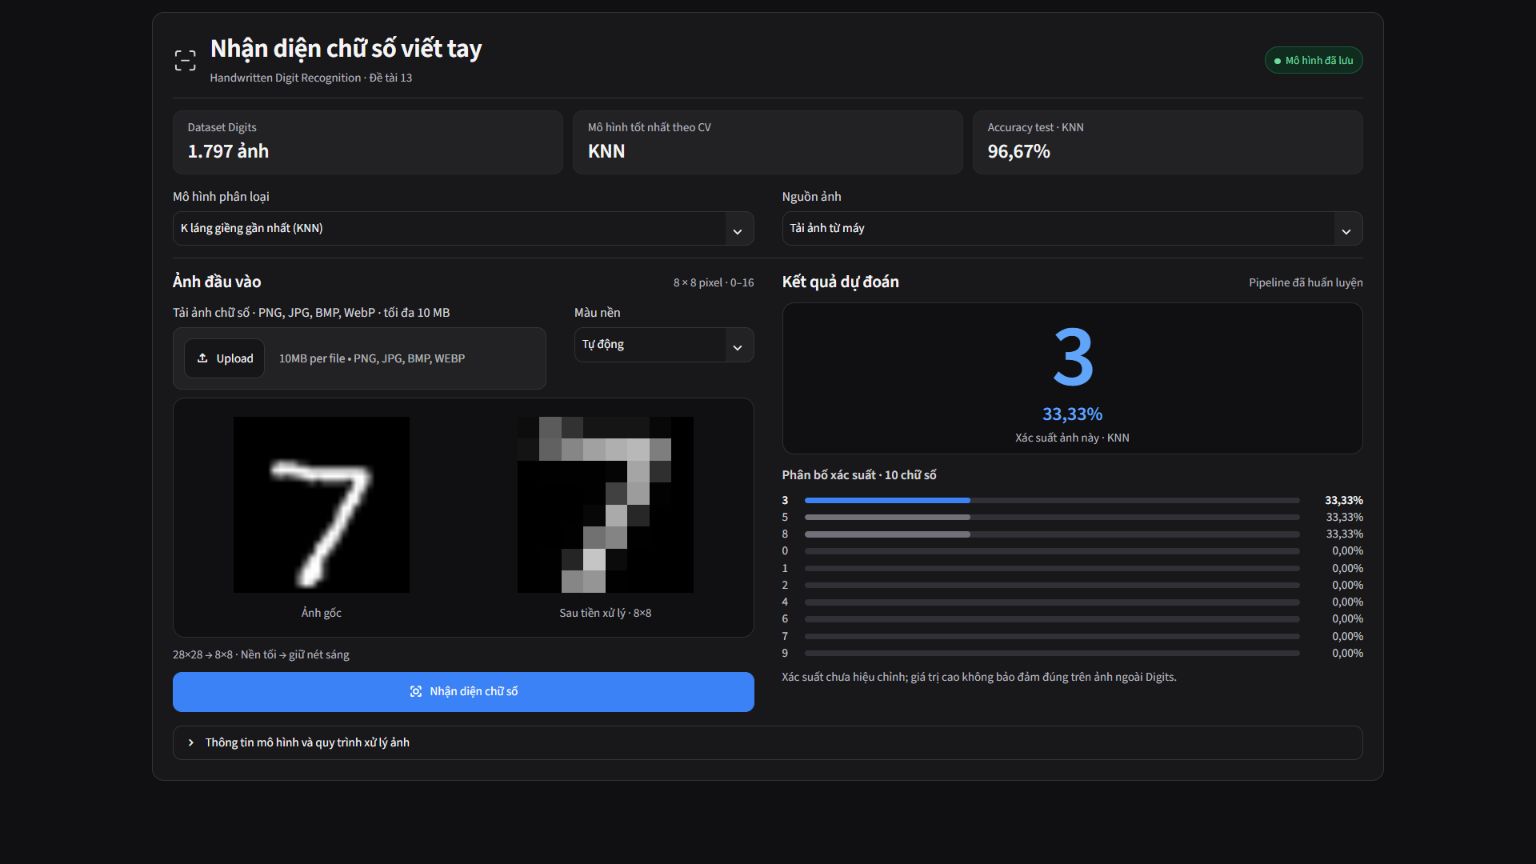 Nhận diện chữ số viết tay
Handwritten Digit Recognition · Đề tài 13
Mô hình đã lưu
Dataset Digits
1.797 ảnh
Mô hình tốt nhất theo CV
KNN
Accuracy test · KNN
96,67%
Mô hình phân loại
K láng giềng gần nhất (KNN)
Nguồn ảnh
Tải ảnh từ máy
Ảnh đầu vào
8 × 8 pixel · 0–16
Tải ảnh chữ số · PNG, JPG, BMP, WebP · tối đa 10 MB
Upload
10MB per file • PNG, JPG, BMP, WEBP
Màu nền
Tự động
7
7
Ảnh gốc
Sau tiền xử lý · 8×8
28×28 → 8×8 · Nền tối → giữ nét sáng
Nhận diện chữ số
Kết quả dự đoán
Pipeline đã huấn luyện
3
33,33%
Xác suất ảnh này · KNN
Phân bố xác suất · 10 chữ số
3 33,33%
5 33,33%
8 33,33%
0 0,00%
1 0,00%
2 0,00%
4 0,00%
6 0,00%
7 0,00%
9 0,00%
Xác suất chưa hiệu chỉnh; giá trị cao không bảo đảm đúng trên ảnh ngoài Digits.
Thông tin mô hình và quy trình xử lý ảnh